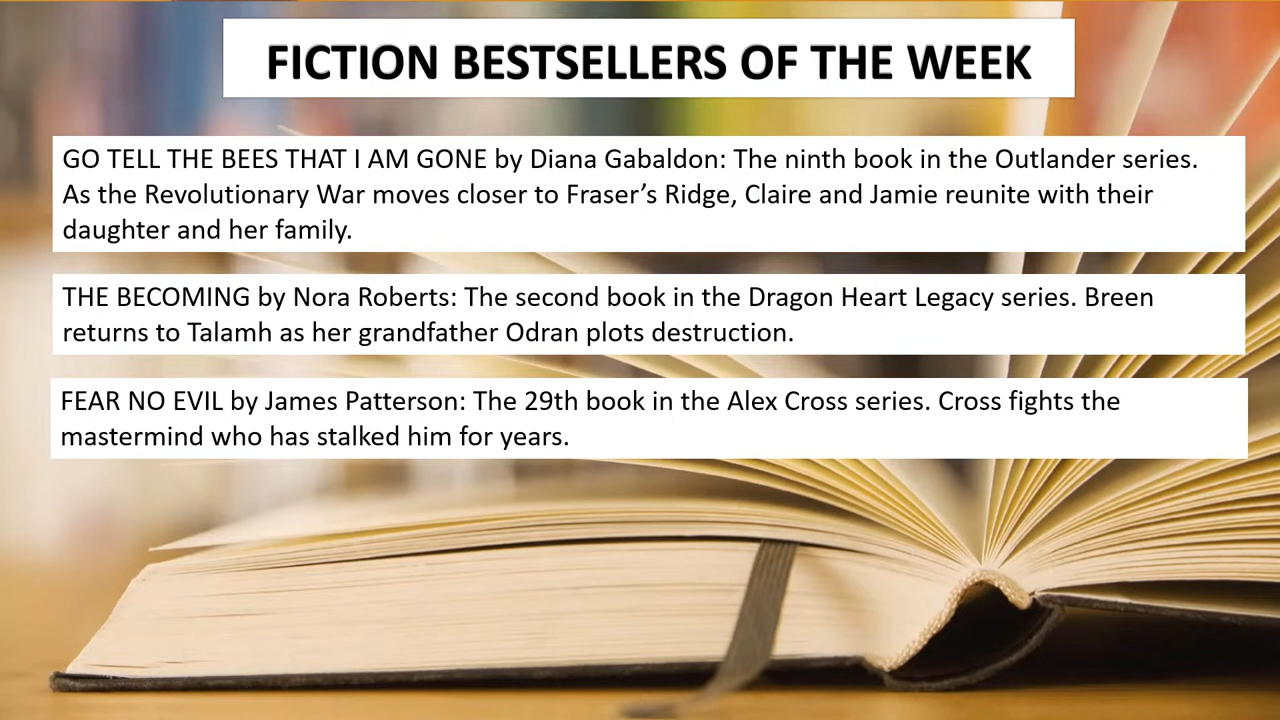 FICTION BESTSELLERS OF THE WEEK
GO TELL THE BEES THAT I AM GONE by Diana Gabaldon: The ninth book in the Outlander series.
As the Revolutionary War moves closer to Fraser’s Ridge, Claire and Jamie reunite with their
daughter and her family.
THE BECOMING by Nora Roberts: The second book in the Dragon Heart Legacy series. Breen
returns to Talamh as her grandfather Odran plots destruction.
FEAR NO EVIL by James Patterson: The 29th book in the Alex Cross series. Cross fights the
mastermind who has stalked him for years.